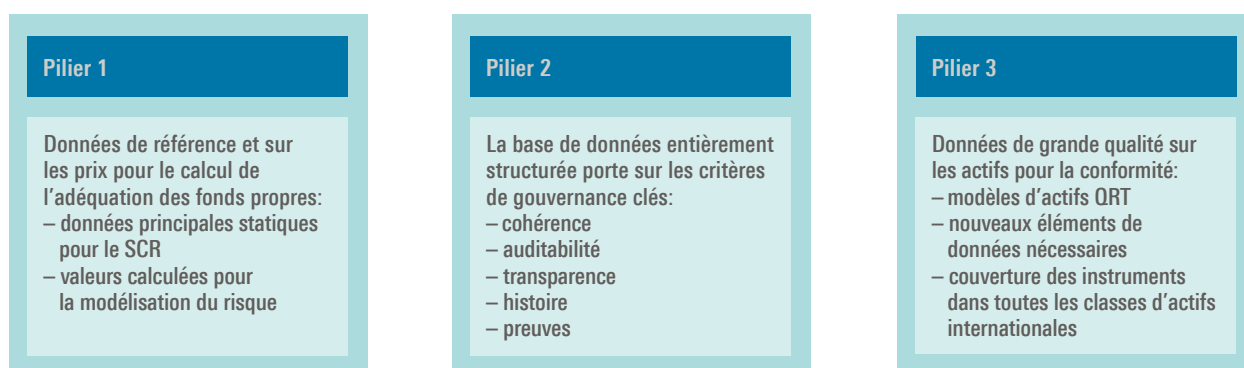 Pilier 1
Données de référence et sur
les prix pour le calcul de
l’adéquation des fonds propres:
– données principales statiques
pour le SCR
– valeurs calculées pour
la modélisation du risque
Pilier 2
La base de données entièrement
structurée porte sur les critères
de gouvernance clés:
– cohérence
– auditabilité
– transparence
– histoire
– preuves
Pilier 3
Données de grande qualité sur
les actifs pour la conformité:
– modèles d’actifs QRT
– nouveaux éléments de
données nécessaires
– couverture des instruments
dans toutes les classes d’actifs
internationales